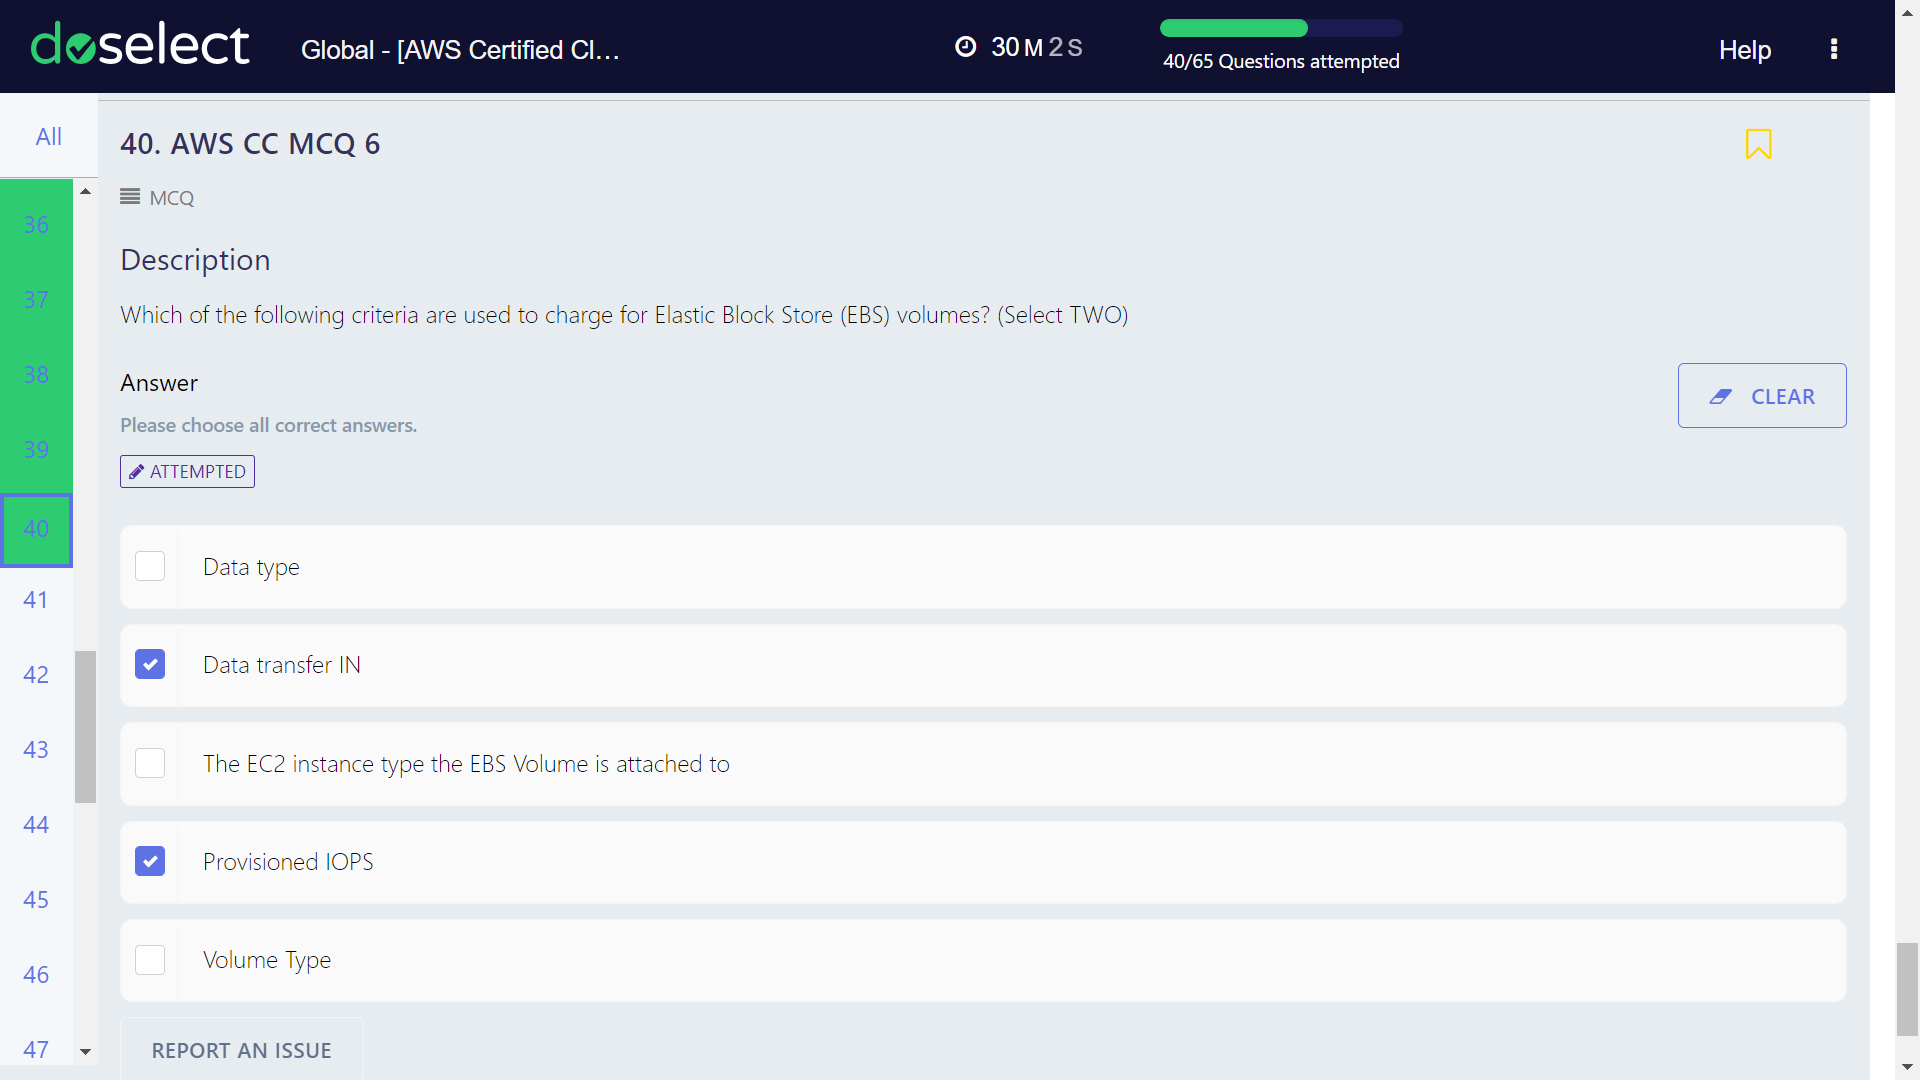 doselect
Global - [AWS Certified Cl...
30 M 2 S
40/65 Questions attempted
Help
All
36
37
38
39
40
41
42
43
44
45
46
47
40. AWS CC MCQ 6
MCQ
Description
Which of the following criteria are used to charge for Elastic Block Store (EBS) volumes? (Select TWO)
Answer
CLEAR
Please choose all correct answers.
ATTEMPTED
Data type
Data transfer IN
The EC2 instance type the EBS Volume is attached to
Provisioned IOPS
Volume Type
REPORT AN ISSUE